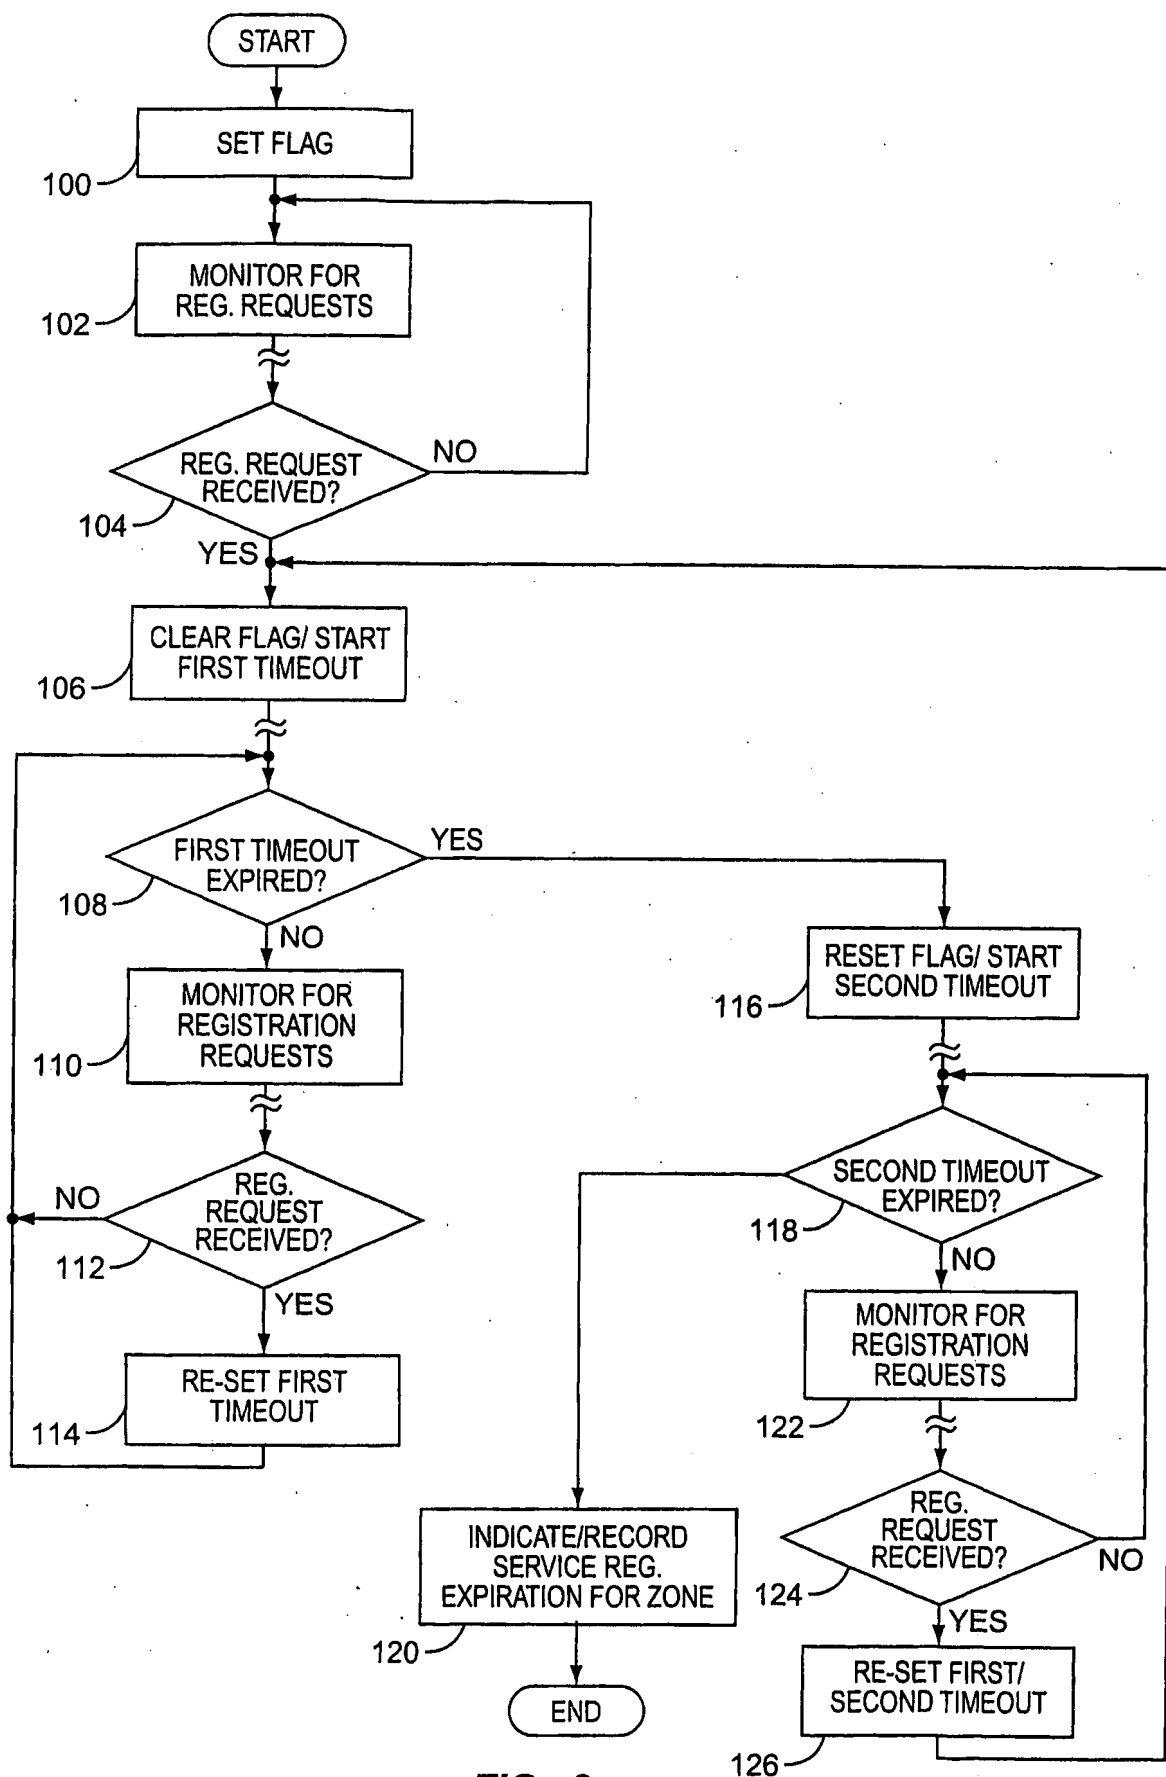 START
SET FLAG
100
MONITOR FOR
REG. REQUESTS
102
REG. REQUEST
RECEIVED?
NO
104
YES
CLEAR FLAG/ START
FIRST TIMEOUT
106
FIRST TIMEOUT
EXPIRED?
YES
108
NO
MONITOR FOR
REGISTRATION
REQUESTS
110
REG.
REQUEST
RECEIVED?
NO
112
YES
RE-SET FIRST
TIMEOUT
114
RESET FLAG/ START
SECOND TIMEOUT
116
SECOND TIMEOUT
EXPIRED?
118
NO
MONITOR FOR
REGISTRATION
REQUESTS
122
REG.
REQUEST
RECEIVED?
NO
124
YES
RE-SET FIRST/
SECOND TIMEOUT
126
INDICATE/RECORD
SERVICE REG.
EXPIRATION FOR ZONE
120
END